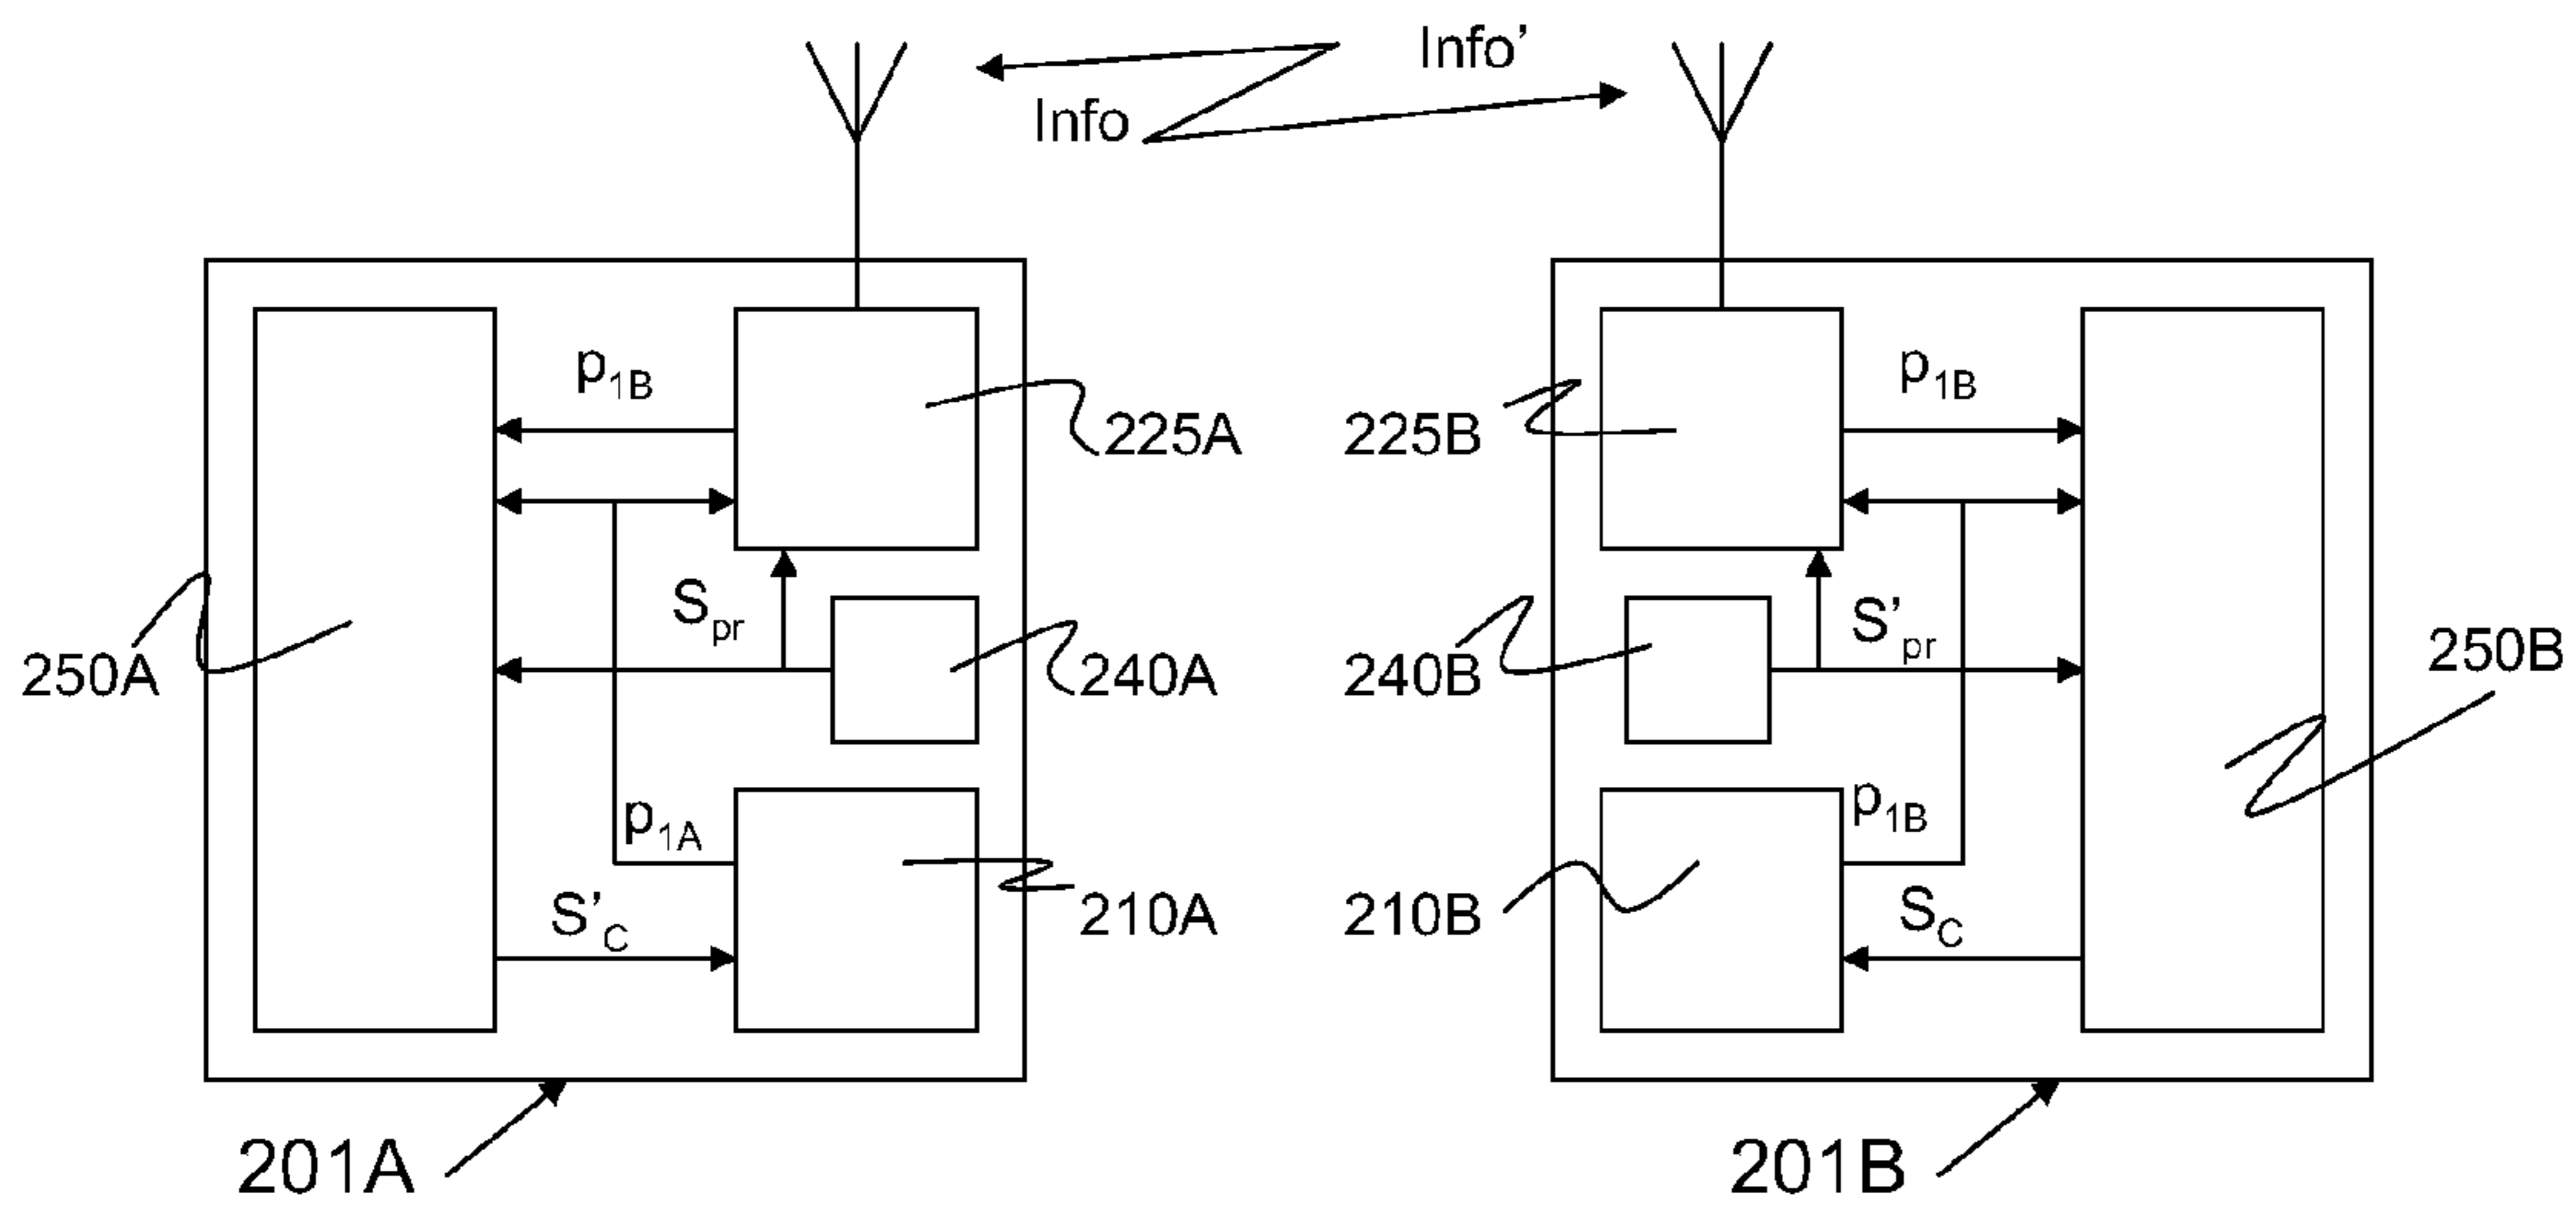 Info’
Info
p1B
225A
225B
p1B
Spr
S’pr
250A
240A
240B
250B
p1A
p1B
S’C
210A
210B
SC
201A
201B